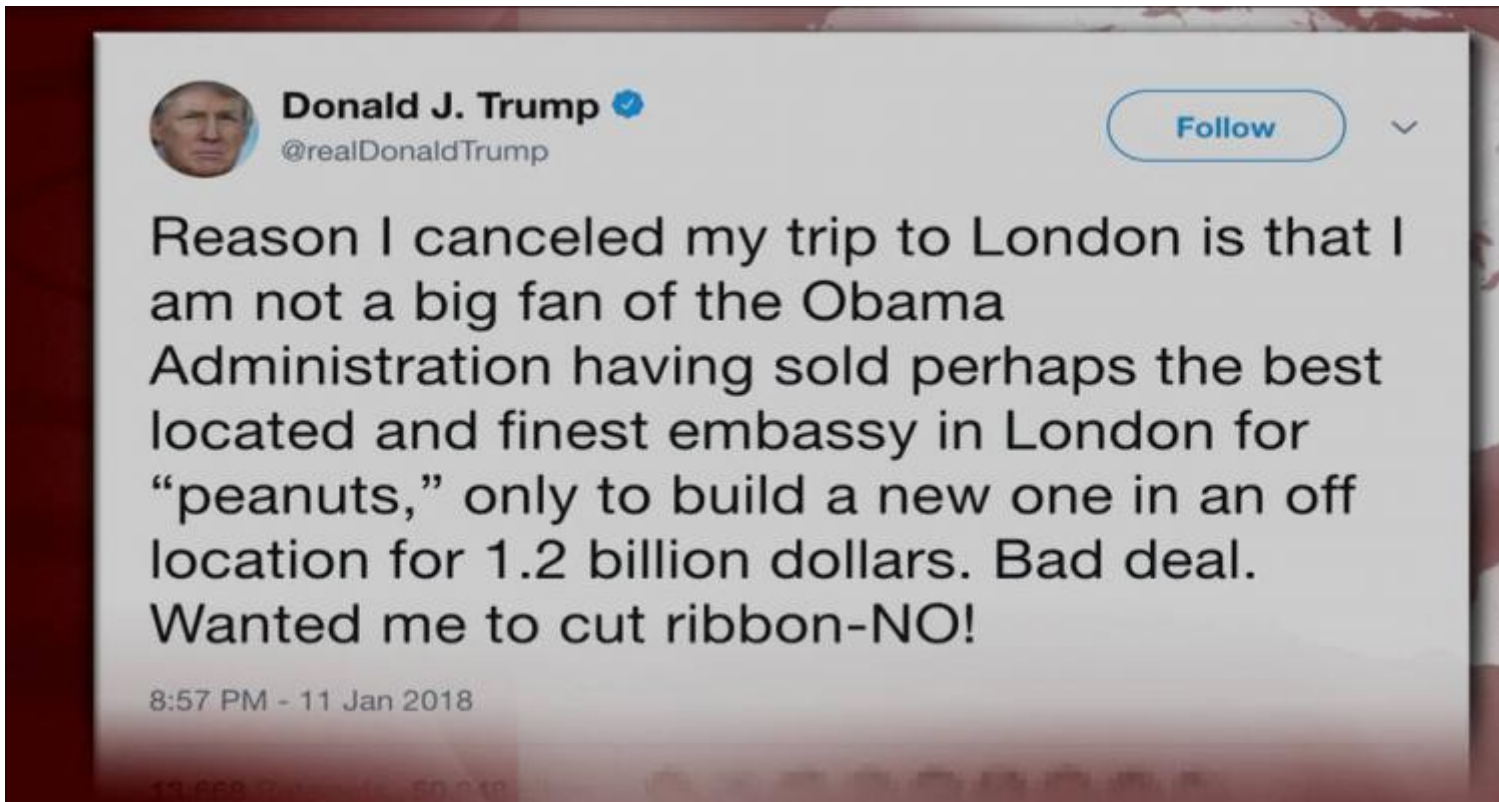 Donald J. Trump
@realDonaldTrump
Follow
Reason I canceled my trip to London is that I
am not a big fan of the Obama
Administration having sold perhaps the best
located and finest embassy in London for
“peanuts,” only to build a new one in an off
location for 1.2 billion dollars. Bad deal.
Wanted me to cut ribbon-NO!
8:57 PM - 11 Jan 2018